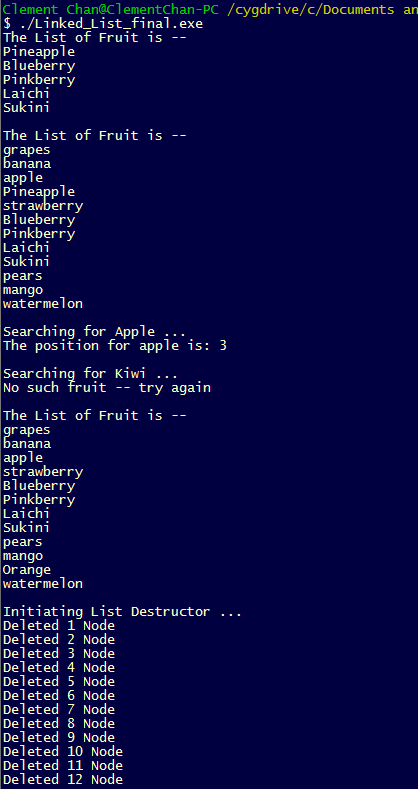 Clement Chan@ClementChan-PC /cygdrive/c/Documents an
$ ./Linked_List_final.exe
The List of Fruit is --
Pineapple
Blueberry
Pinkberry
Laichi
Sukini
The List of Fruit is --
grapes
banana
apple
Pineapple
strawberry
Blueberry
Pinkberry
Laichi
Sukini
pears
mango
watermelon
Searching for Apple ...
The position for apple is: 3
Searching for Kiwi ...
No such fruit -- try again
The List of Fruit is --
grapes
banana
apple
strawberry
Blueberry
Pinkberry
Laichi
Sukini
pears
mango
Orange
watermelon
Initiating List Destructor ...
Deleted 1 Node
Deleted 2 Node
Deleted 3 Node
Deleted 4 Node
Deleted 5 Node
Deleted 6 Node
Deleted 7 Node
Deleted 8 Node
Deleted 9 Node
Deleted 10 Node
Deleted 11 Node
Deleted 12 Node